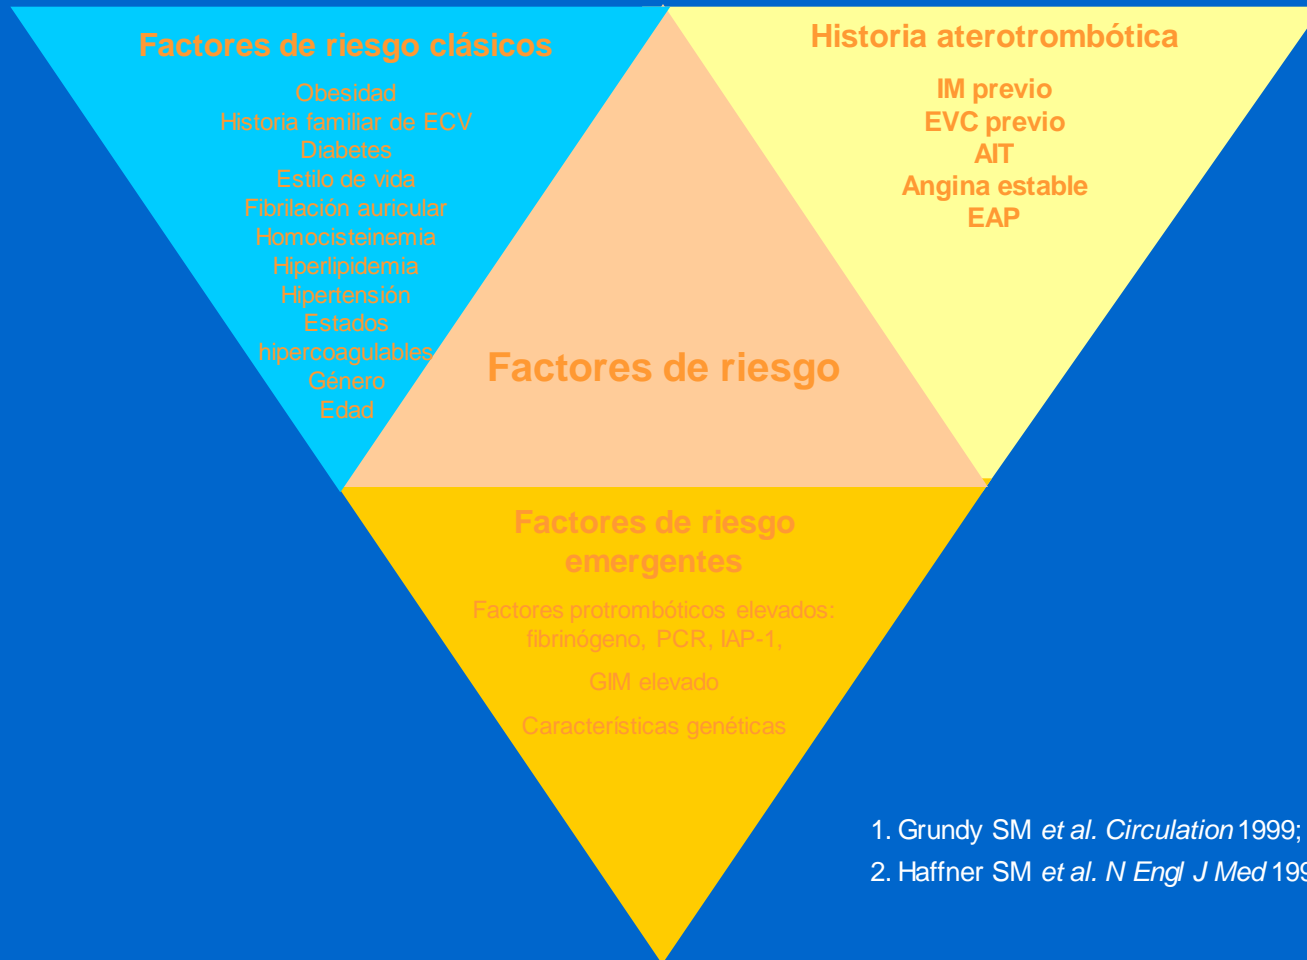 Factores de riesgo clásicos
Obesidad
Historia familiar de ECV
Diabetes
Estilo de vida
Fibrilación auricular
Homocisteinemia
Hiperlipidemia
Hipertensión
Estados
hipercoagulables
Género
Edad
Historia aterotrombótica
IM previo
EVC previo
AIT
Angina estable
EAP
Factores de riesgo
Factores de riesgo
emergentes
Factores protrombóticos elevados:
fibrinógeno, PCR, IAP-1,
GIM elevado
Características genéticas
1. Grundy SM et al. Circulation 1999;
2. Haffner SM et al. N Engl J Med